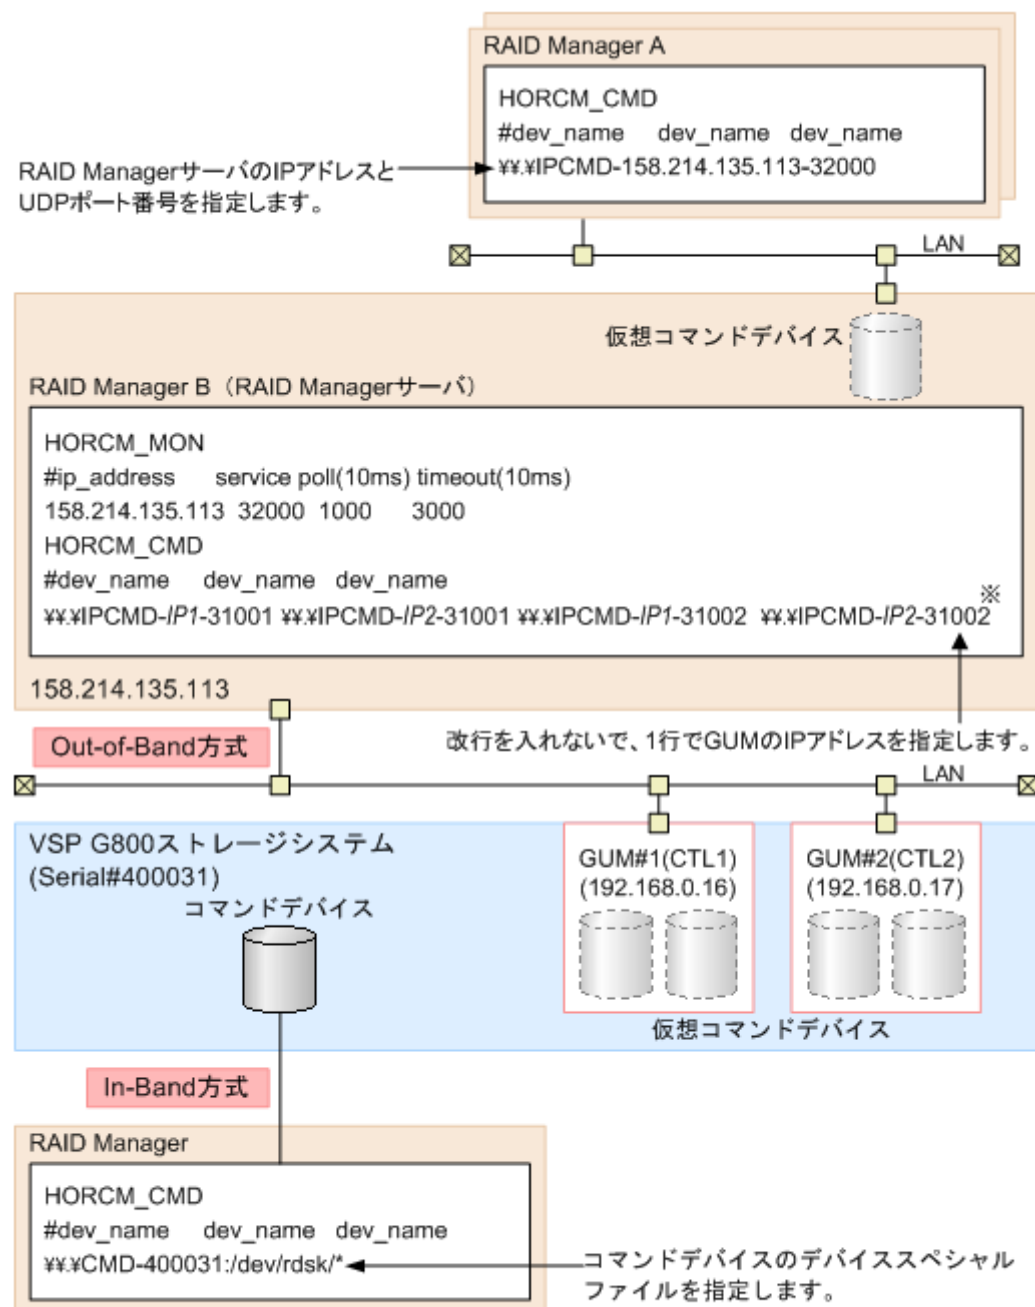 RAID Manager A
HORCM_CMD
#dev_name dev_name dev_name
¥¥.¥IPCMD-158.214.135.113-32000
RAID ManagerサーバのIPアドレスと
UDPポート番号を指定します。
LAN
仮想コマンドデバイス
RAID Manager B（RAID Managerサーバ）
HORCM_MON
#ip_address service poll(10ms) timeout(10ms)
158.214.135.113 32000 1000 3000
HORCM_CMD
#dev_name dev_name dev_name
¥¥.¥IPCMD-IP1-31001 ¥¥.¥IPCMD-IP2-31001 ¥¥.¥IPCMD-IP1-31002 ¥¥.¥IPCMD-IP2-31002※
158.214.135.113
Out-of-Band方式
改行を入れないで、1行でGUMのIPアドレスを指定します。
LAN
VSP G800ストレージシステム
(Serial#400031)
コマンドデバイス
GUM#1(CTL1)
(192.168.0.16)
GUM#2(CTL2)
(192.168.0.17)
仮想コマンドデバイス
In-Band方式
RAID Manager
HORCM_CMD
#dev_name dev_name dev_name
¥¥.¥CMD-400031:/dev/rdsk/*
コマンドデバイスのデバイススペシャル
ファイルを指定します。